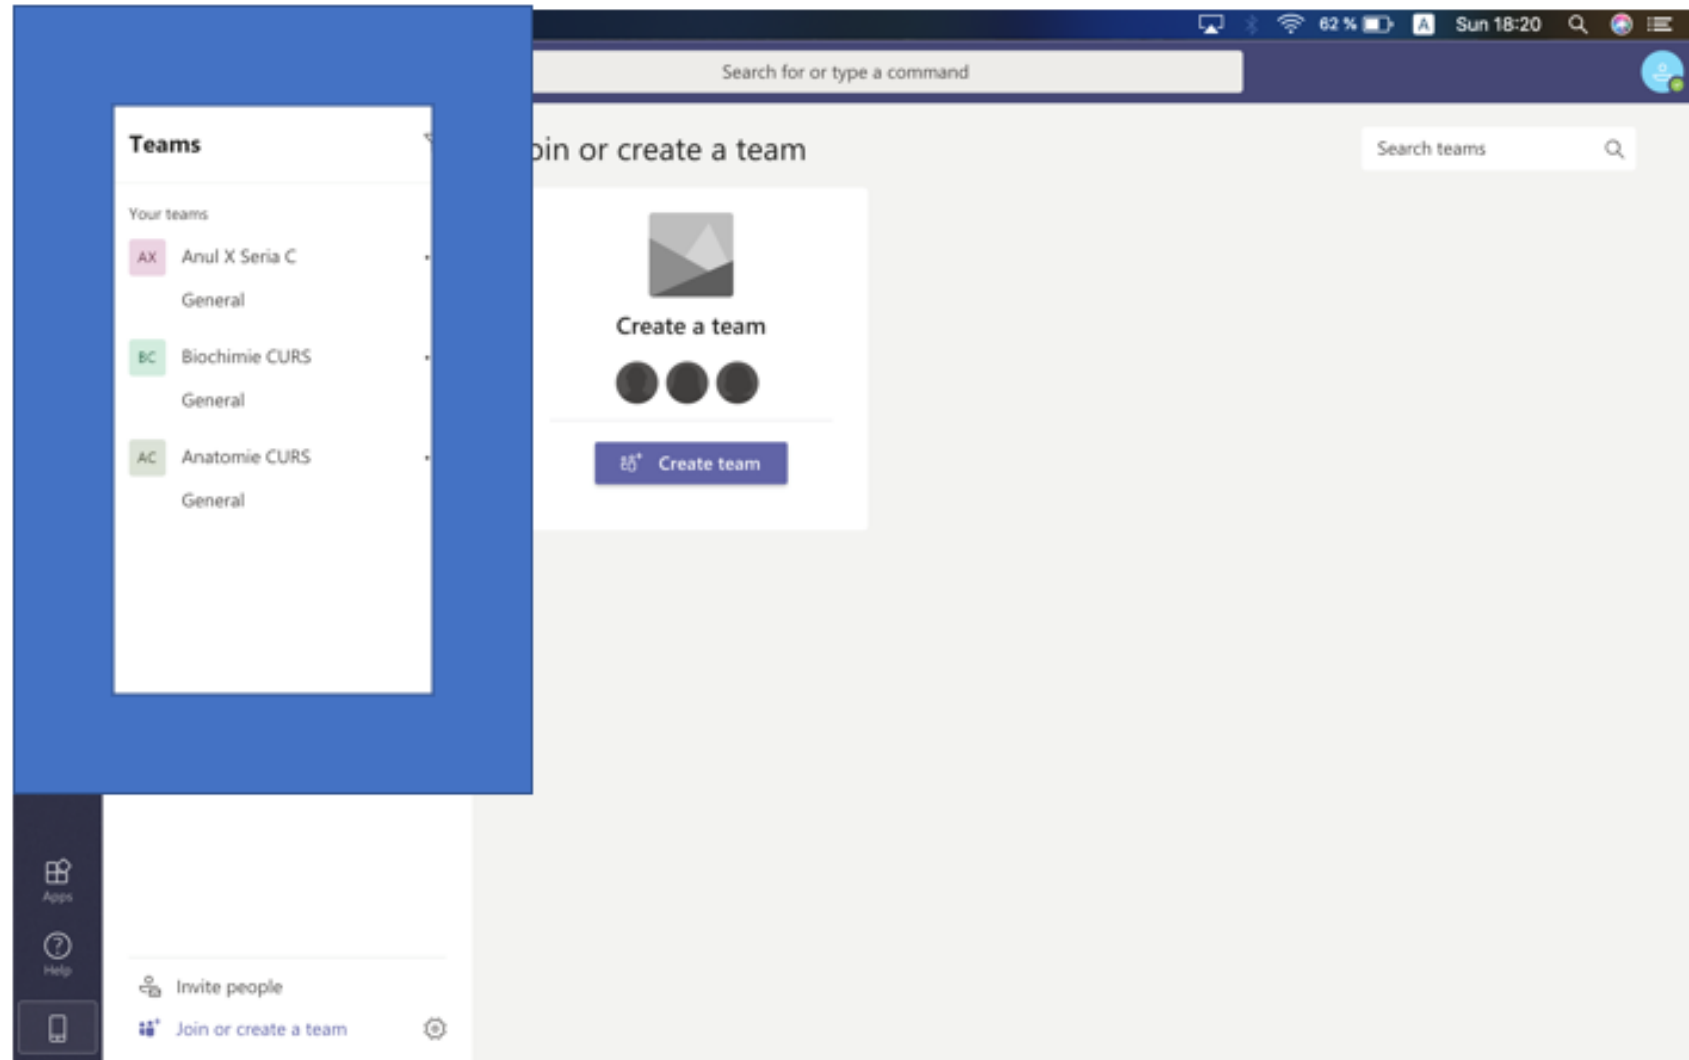 62 %
A
Sun 18:20
Search for or type a command
Teams
Your teams
AX Anul X Seria C
General
BC Biochimie CURS
General
AC Anatomie CURS
General
oin or create a team
Search teams
Create a team
Create team
Apps
Help
Invite people
Join or create a team